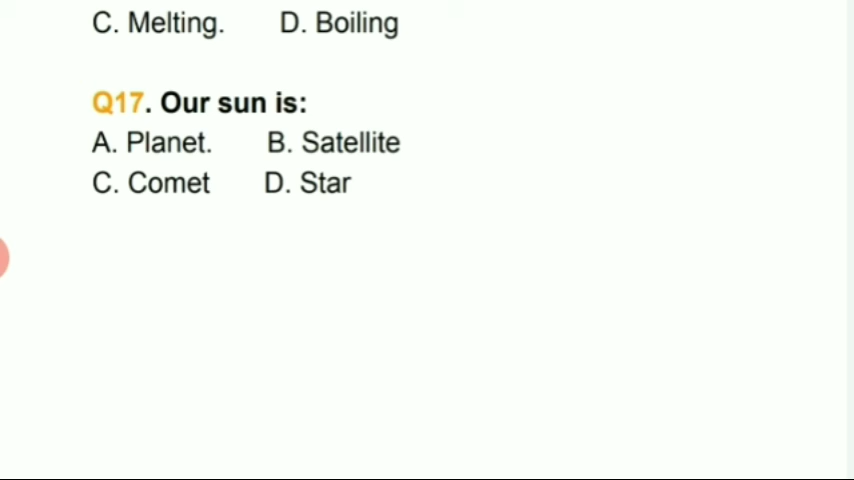 C. Melting. D. Boiling
Q17. Our sun is:
A. Planet. B. Satellite
C. Comet D. Star